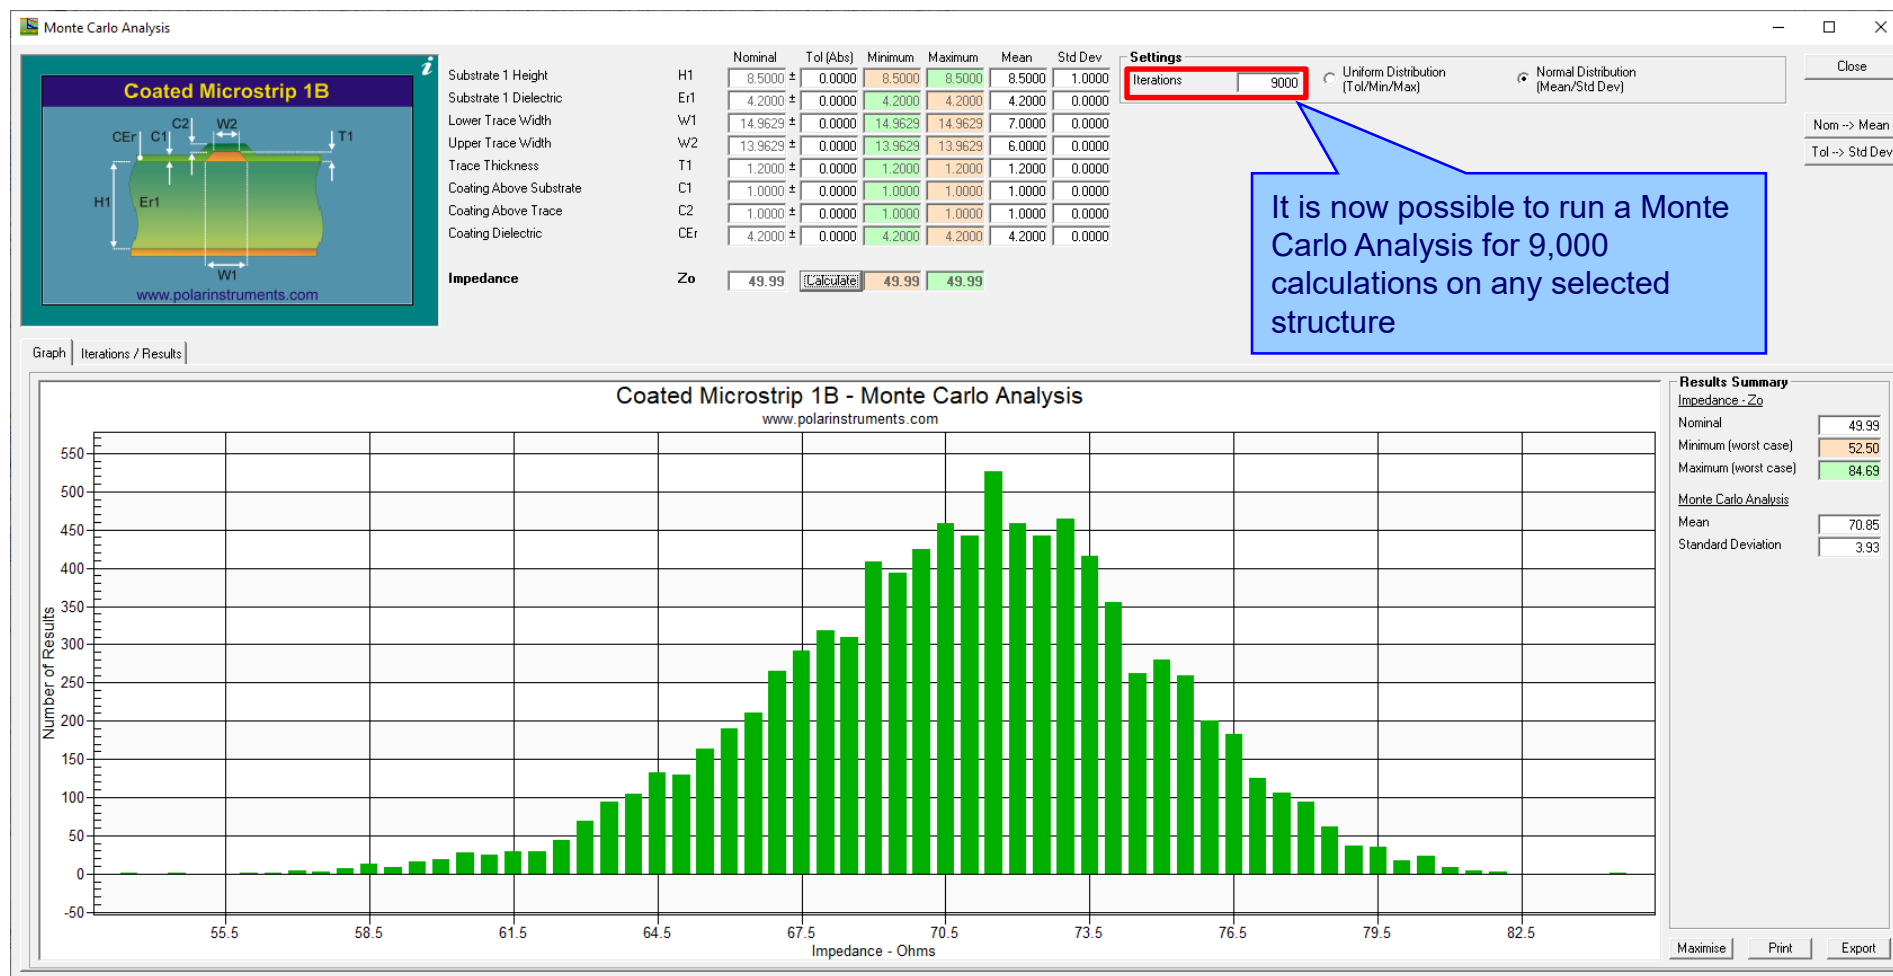 Monte Carlo Analysis
Coated Microstrip 1B
i
C2 W2
CEr C1 T1
H1 Er1
W1
www.polarinstruments.com
Nominal Tol (Abs) Minimum Maximum Mean Std Dev
Substrate 1 Height H1 8.5000 ± 0.0000 8.5000 8.5000 8.5000 1.0000
Substrate 1 Dielectric Er1 4.2000 ± 0.0000 4.2000 4.2000 4.2000 0.0000
Lower Trace Width W1 14.9629 ± 0.0000 14.9629 14.9629 7.0000 0.0000
Upper Trace Width W2 13.9629 ± 0.0000 13.9629 13.9629 6.0000 0.0000
Trace Thickness T1 1.2000 ± 0.0000 1.2000 1.2000 1.2000 0.0000
Coating Above Substrate C1 1.0000 ± 0.0000 1.0000 1.0000 1.0000 0.0000
Coating Above Trace C2 1.0000 ± 0.0000 1.0000 1.0000 1.0000 0.0000
Coating Dielectric CEr 4.2000 ± 0.0000 4.2000 4.2000 4.2000 0.0000
Impedance Zo 49.99 Calculate 49.99 49.99
Settings
Iterations 9000
Uniform Distribution
(Tol/Min/Max)
Normal Distribution
(Mean/Std Dev)
Close
Nom --> Mean
Tol --> Std Dev
It is now possible to run a Monte
Carlo Analysis for 9,000
calculations on any selected
structure
Graph Iterations / Results
Coated Microstrip 1B - Monte Carlo Analysis
www.polarinstruments.com
Number of Results
550
500
450
400
350
300
250
200
150
100
50
0
-50
55.5 58.5 61.5 64.5 67.5 70.5 73.5 76.5 79.5 82.5
Impedance - Ohms
Results Summary
Impedance - Zo
Nominal 49.99
Minimum (worst case) 52.50
Maximum (worst case) 84.69
Monte Carlo Analysis
Mean 70.85
Standard Deviation 3.93
Maximise Print Export